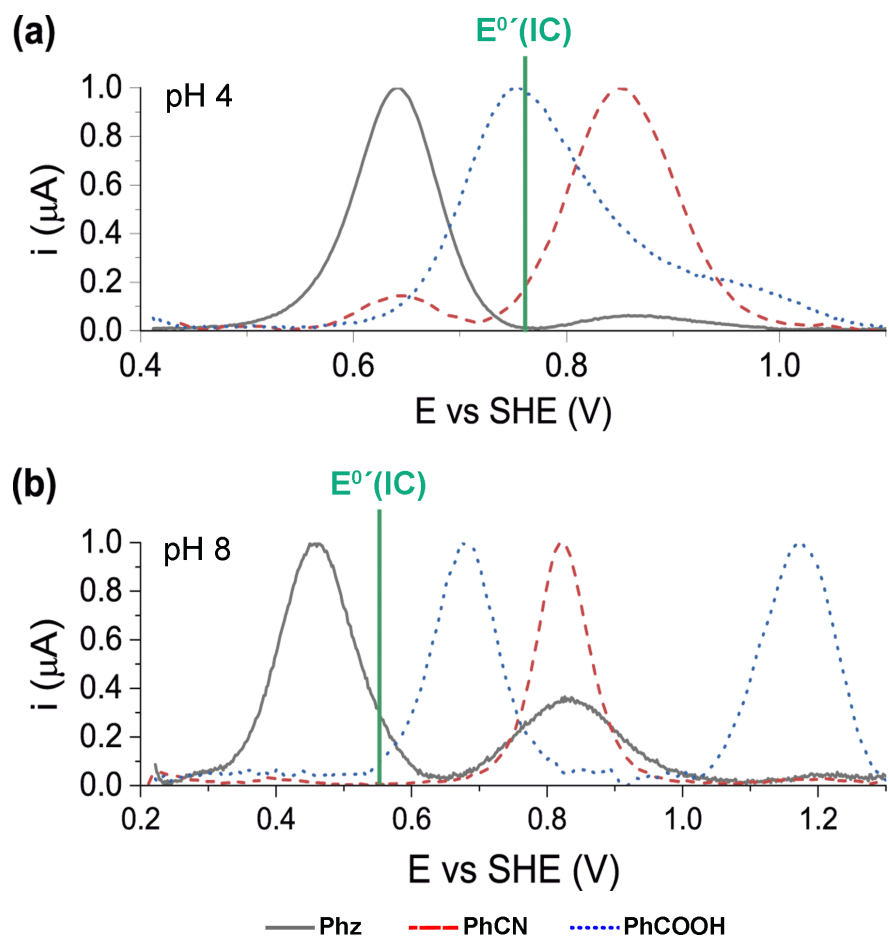 (a)
E⁰´(IC)
pH 4
1.0
0.8
0.6
0.4
0.2
0.0
i (μA)
0.4 0.6 0.8 1.0
E vs SHE (V)
(b)
E⁰´(IC)
pH 8
1.0
0.8
0.6
0.4
0.2
0.0
i (μA)
0.2 0.4 0.6 0.8 1.0 1.2
E vs SHE (V)
Phz PhCN PhCOOH